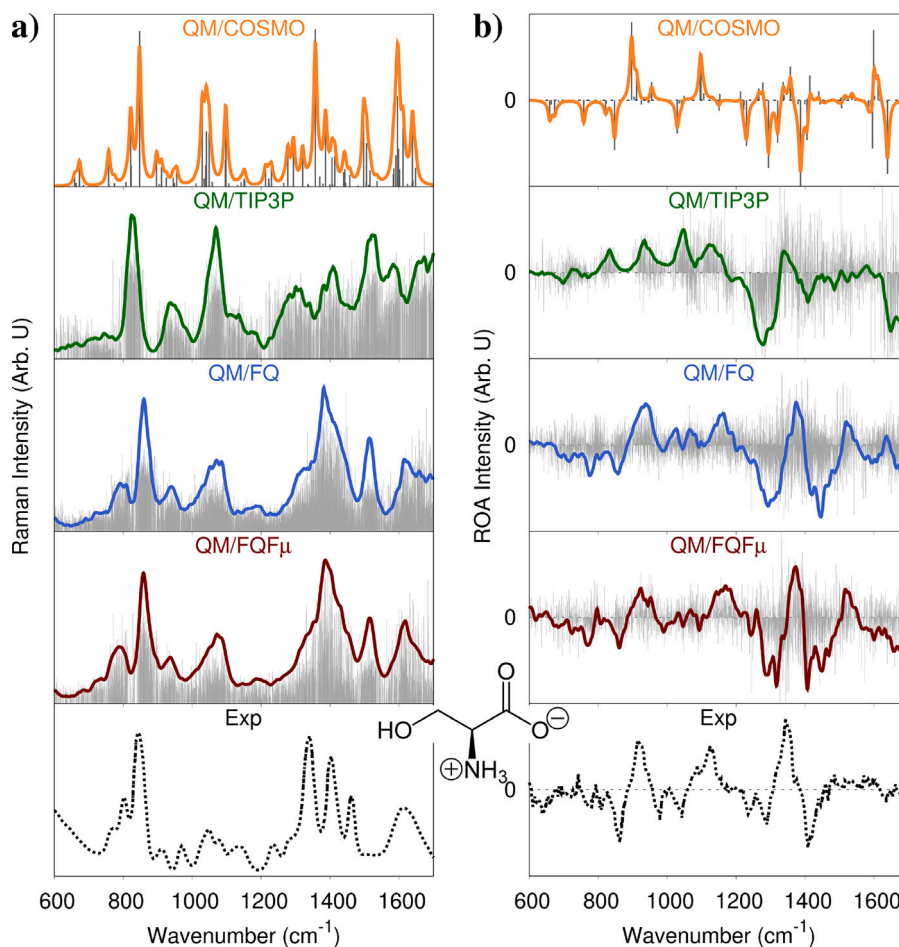 a)
QM/COSMO
QM/TIP3P
QM/FQ
QM/FQFμ
Exp
Raman Intensity (Arb. U)
600 800 1000 1200 1400 1600
Wavenumber (cm⁻¹)
HO
O
O⊖
⊕NH₃
b)
QM/COSMO
0
QM/TIP3P
0
QM/FQ
0
QM/FQFμ
0
Exp
0
ROA Intensity (Arb. U)
600 800 1000 1200 1400 1600
Wavenumber (cm⁻¹)